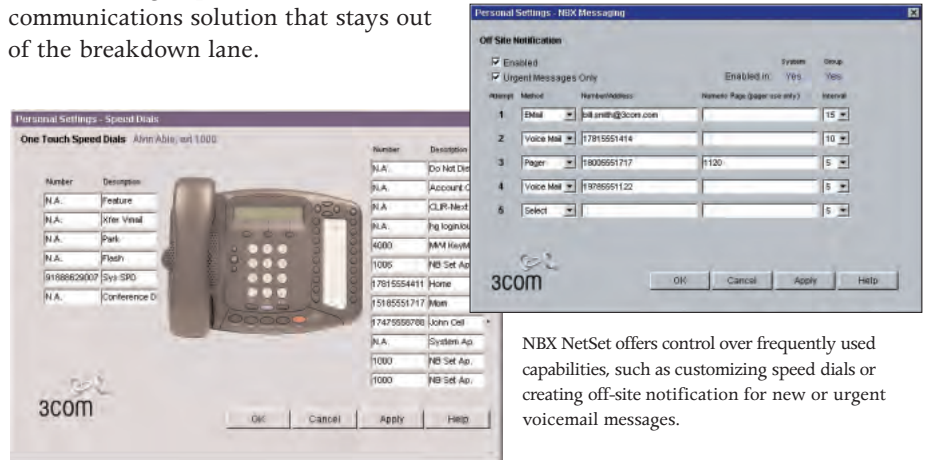 communications solution that stays out
of the breakdown lane.
Personal Settings - NBX Messaging
Off Site Notification
Enabled
Urgent Messages Only
System Group
Enabled in: Yes Yes
Attempt Method Number/Address Numeric Page (pager use only) Interval
1 EMail bill.smith@3com.com 15
2 Voice Mail 17815551414 10
3 Pager 18005551717 1120 5
4 Voice Mail 19785551122 5
5 Select 5
3COM
OK Cancel Apply Help
Personal Settings - Speed Dials
One Touch Speed Dials Alvin Able, ext 1000
Number Description
N.A. Feature
N.A. Xfer Vmail
N.A. Park
N.A. Flash
91888629007 Sys SPD
N.A. Conference D
Number Description
N.A. Do Not Dis
N.A. Account C
N.A. CLIR-Next
N.A.
4000
1005 NB Set Ap
17815554411 Home
15185551717 Mom
17475556788 John Cell
N.A. System Ap
1000 NB Set Ap.
1000 NB Set Ap.
3COM
OK Cancel Apply Help
NBX NetSet offers control over frequently used
capabilities, such as customizing speed dials or
creating off-site notification for new or urgent
voicemail messages.